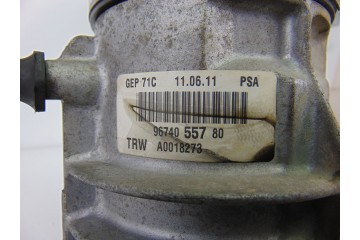 GEP 71C 11.06.11 PSA
96740 557 80
TRW A0018273